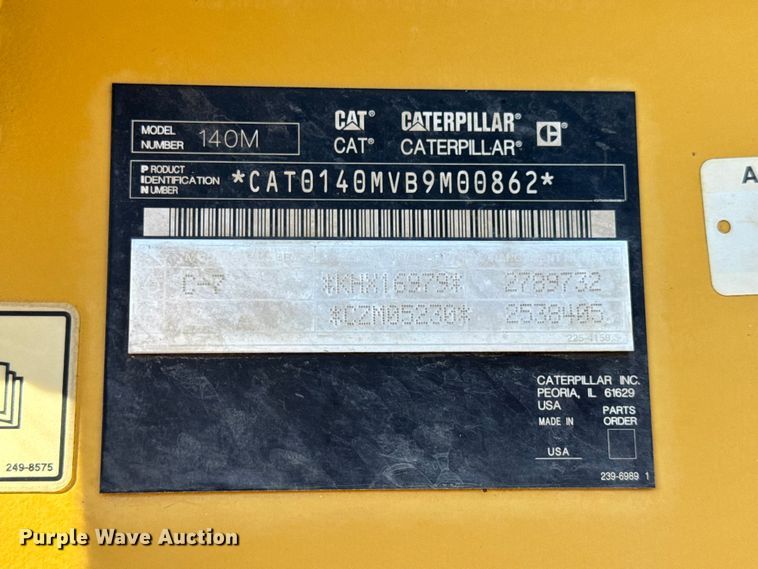 CAT® CATERPILLAR®
MODEL NUMBER 140M
CAT® CATERPILLAR®
PRODUCT IDENTIFICATION NUMBER *CAT0140MVB9M00862*
C-7 *KHX16979* 2789732
*CZM05230* 2538405
CATERPILLAR INC.
PEORIA, IL 61629
USA
MADE IN
PARTS ORDER
USA
239-6989 1
249-8575
A
Purple Wave Auction